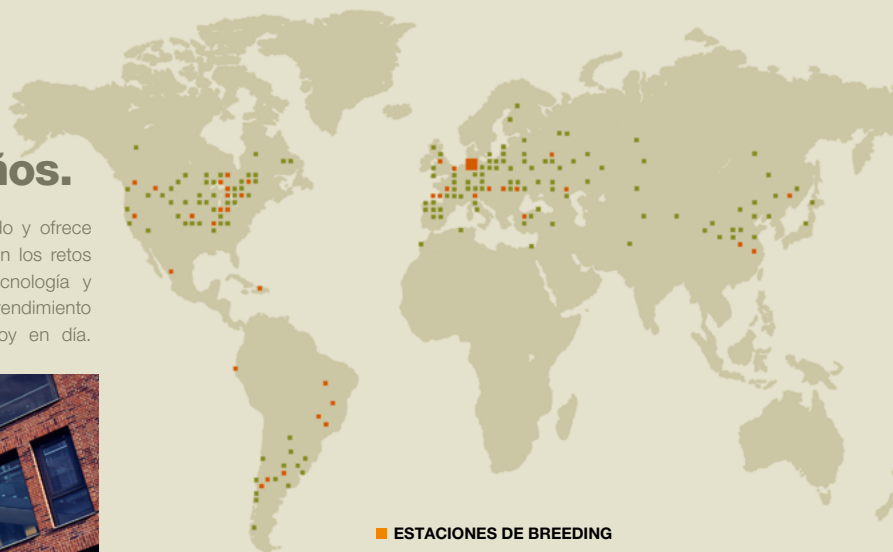 ños.
do y ofrece
n los retos
cnología y
endimiento
oy en día.
ESTACIONES DE BREEDING